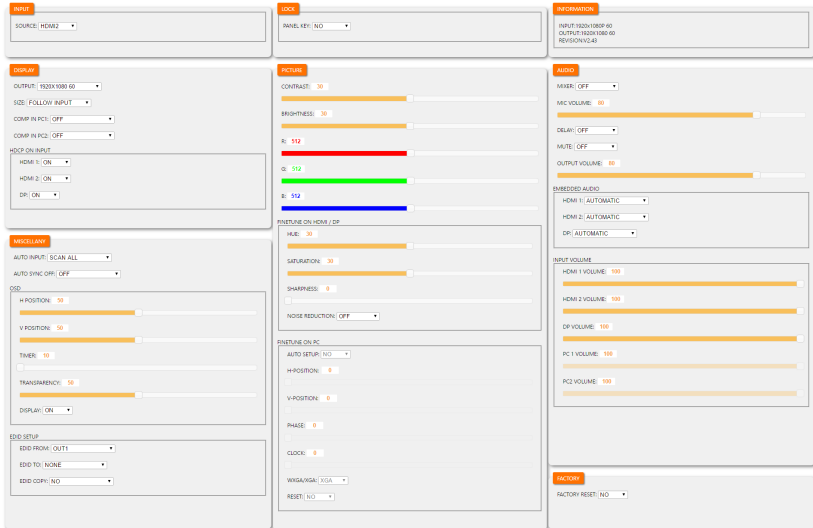 INPUT
SOURCE: HDMI2
LOCK
PANEL KEY: NO
INFORMATION
INPUT:1920x1080P 60
OUTPUT:1920X1080 60
REVISION:V2.43
DISPLAY
OUTPUT: 1920X1080 60
SIZE: FOLLOW INPUT
COMP IN PC1: OFF
COMP IN PC2: OFF
HDCP ON INPUT
HDMI 1: ON
HDMI 2: ON
DP: ON
MISCELLANY
AUTO INPUT: SCAN ALL
AUTO SYNC OFF: OFF
OSD
H POSITION: 50
V POSITION: 50
TIMER: 10
TRANSPARENCY: 50
DISPLAY: ON
EDID SETUP
EDID FROM: OUT1
EDID TO: NONE
EDID COPY: NO
PICTURE
CONTRAST: 30
BRIGHTNESS: 30
R: 512
G: 512
B: 512
FINETUNE ON HDMI / DP
HUE: 30
SATURATION: 30
SHARPNESS: 0
NOISE REDUCTION: OFF
FINETUNE ON PC
AUTO SETUP: NO
H-POSITION: 0
V-POSITION: 0
PHASE: 0
CLOCK: 0
WXGA/XGA: XGA
RESET: NO
AUDIO
MIXER: OFF
MIC VOLUME: 80
DELAY: OFF
MUTE: OFF
OUTPUT VOLUME: 80
EMBEDDED AUDIO
HDMI 1: AUTOMATIC
HDMI 2: AUTOMATIC
DP: AUTOMATIC
INPUT VOLUME
HDMI 1 VOLUME: 100
HDMI 2 VOLUME: 100
DP VOLUME: 100
PC 1 VOLUME: 100
PC2 VOLUME: 100
FACTORY
FACTORY RESET: NO